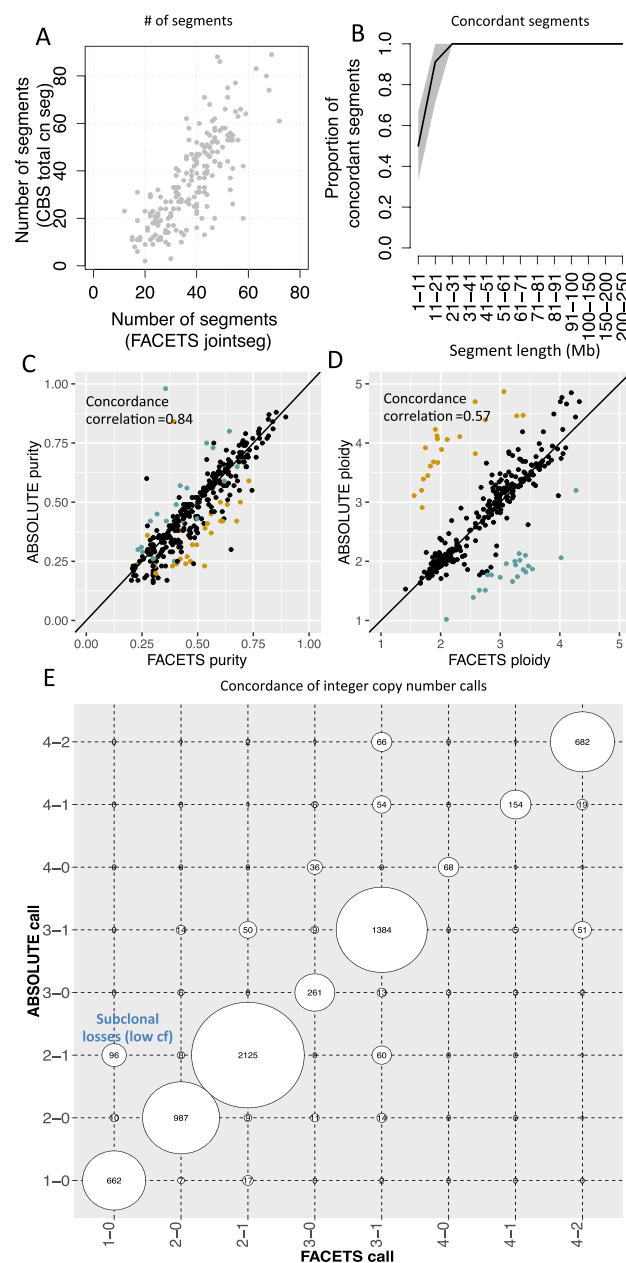 A
# of segments
80
60
40
20
0
Number of segments
(CBS total cn seg)
0 20 40 60 80
Number of segments
(FACETS jointseg)
B
Concordant segments
1.0
0.8
0.6
0.4
0.2
0.0
Proportion of
concordant segments
1−11
11−21
21−31
31−41
41−51
51−61
61−71
71−81
81−91
91−100
100−150
150−200
200−250
Segment length (Mb)
C
Concordance
correlation =0.84
1.00
0.75
0.50
0.25
0.00
ABSOLUTE purity
0.00 0.25 0.50 0.75 1.00
FACETS purity
D
Concordance
correlation =0.57
5
4
3
2
1
ABSOLUTE ploidy
1 2 3 4 5
FACETS ploidy
E
Concordance of integer copy number calls
ABSOLUTE call
4−2 66 682
4−1 54 154 19
4−0 36 68
3−1 14 50 9 1384 5 51
3−0 261 13
Subclonal
losses (low cf)
2−1 96 8 2125 60
2−0 10 987 9 11 14
1−0 662 17
1−0 2−0 2−1 3−0 3−1 4−0 4−1 4−2
FACETS call